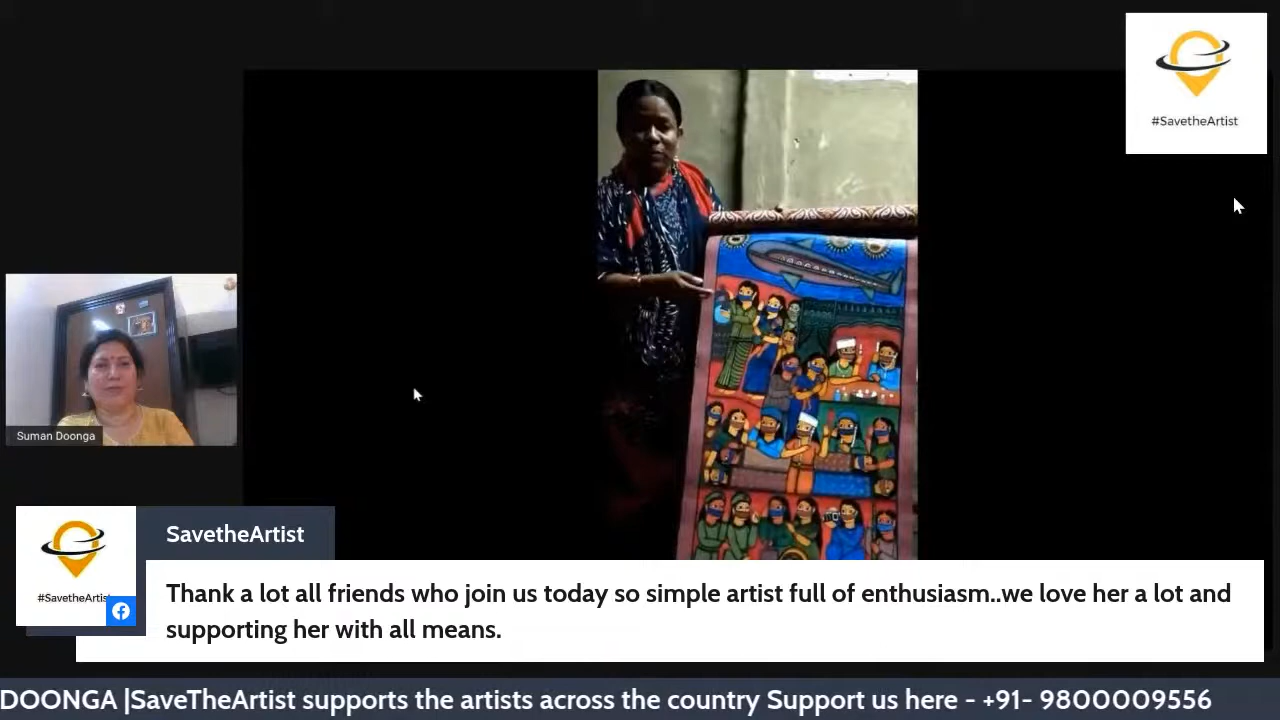 #SavetheArtist
Suman Doonga
SavetheArtist
#SavetheArtist
Thank a lot all friends who join us today so simple artist full of enthusiasm..we love her a lot and
supporting her with all means.
DOONGA |SaveTheArtist supports the artists across the country Support us here - +91- 9800009556